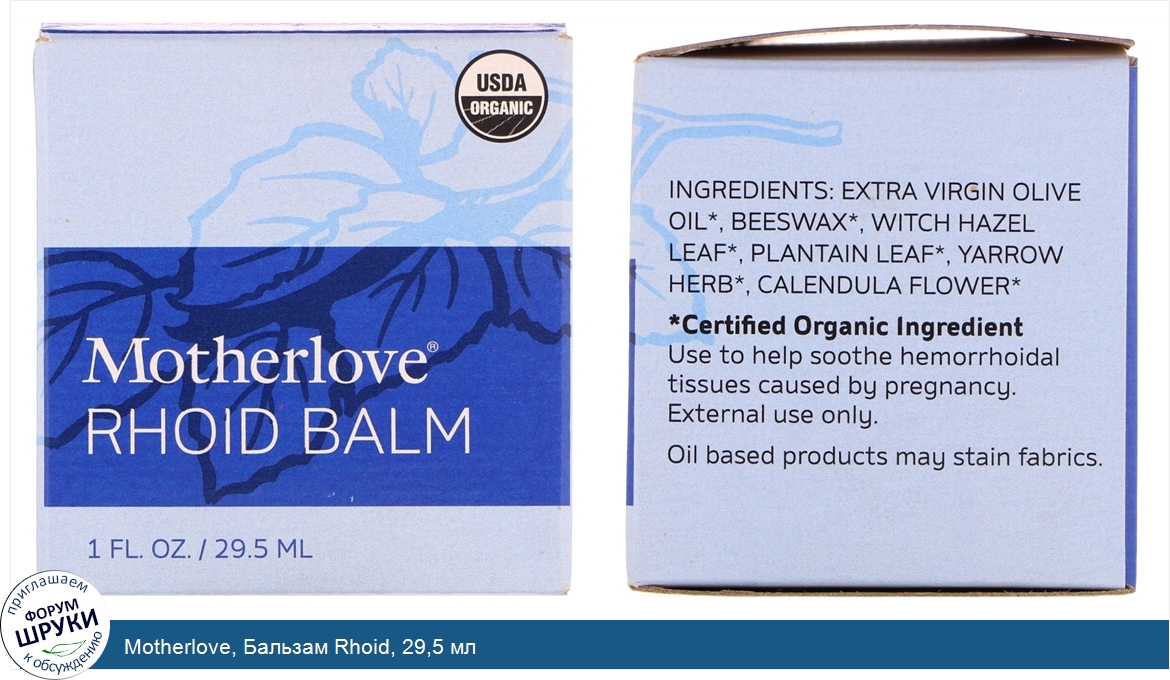 USDA
ORGANIC
Motherlove®
RHOID BALM
1 FL. OZ. / 29.5 ML
INGREDIENTS: EXTRA VIRGIN OLIVE
OIL*, BEESWAX*, WITCH HAZEL
LEAF*, PLANTAIN LEAF*, YARROW
HERB*, CALENDULA FLOWER*
*Certified Organic Ingredient
Use to help soothe hemorrhoidal
tissues caused by pregnancy.
External use only.
Oil based products may stain fabrics.
приглашаем
ФОРУМ
ШРУКИ
к обсуждению
Motherlove, Бальзам Rhoid, 29,5 мл